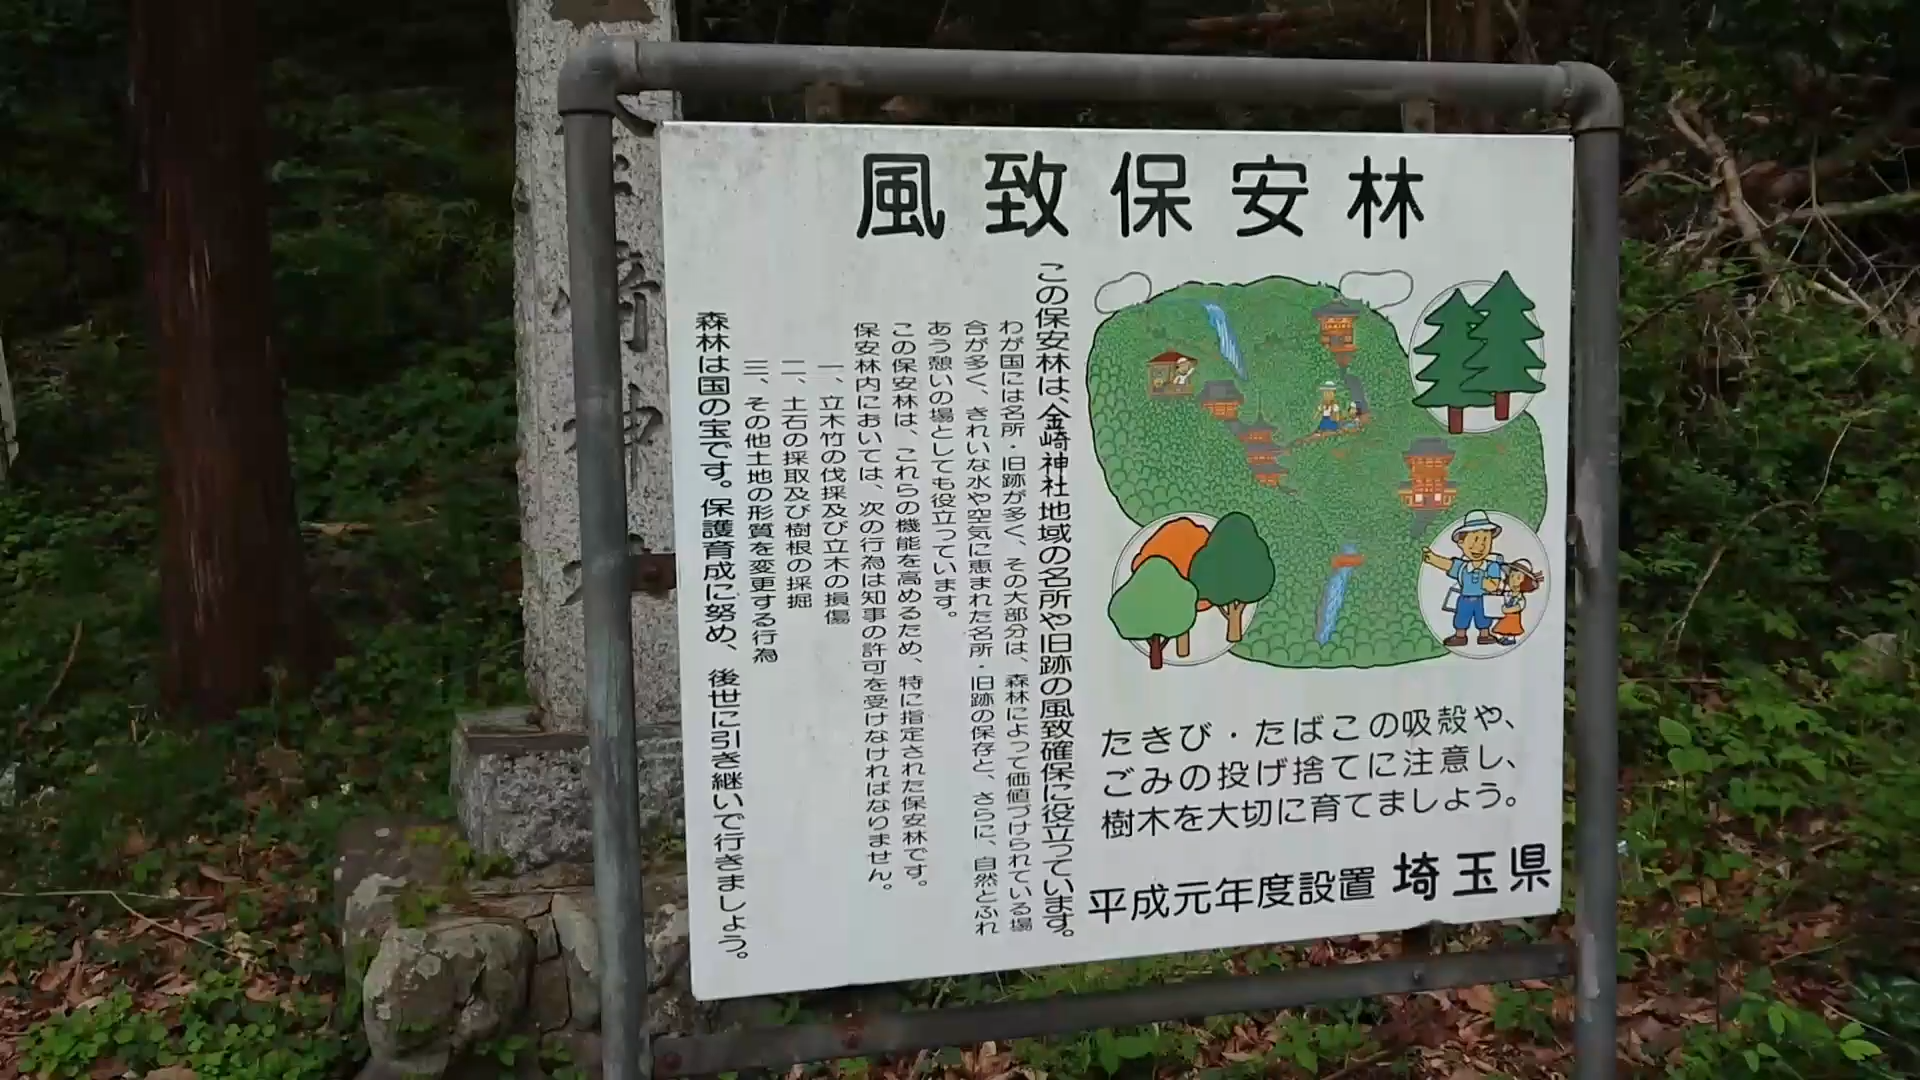 風致保安林
この保安林は、金崎神社地域の名所や旧跡の風致確保に役立っています。
わが国には名所・旧跡が多く、その大部分は、森林によって価値づけられている場
合が多く、きれいな水や空気に恵まれた名所・旧跡の保存と、さらに、自然とふれ
あう憩いの場としても役立っています。
この保安林は、これらの機能を高めるため、特に指定された保安林です。
保安林内においては、次の行為は知事の許可を受けなければなりません。
一、立木竹の伐採及び立木の損傷
二、土石の採取及び樹根の採掘
三、その他土地の形質を変更する行為
森林は国の宝です。保護育成に努め、後世に引き継いで行きましょう。
たきび・たばこの吸殻や、
ごみの投げ捨てに注意し、
樹木を大切に育てましょう。
平成元年度設置 埼玉県
神